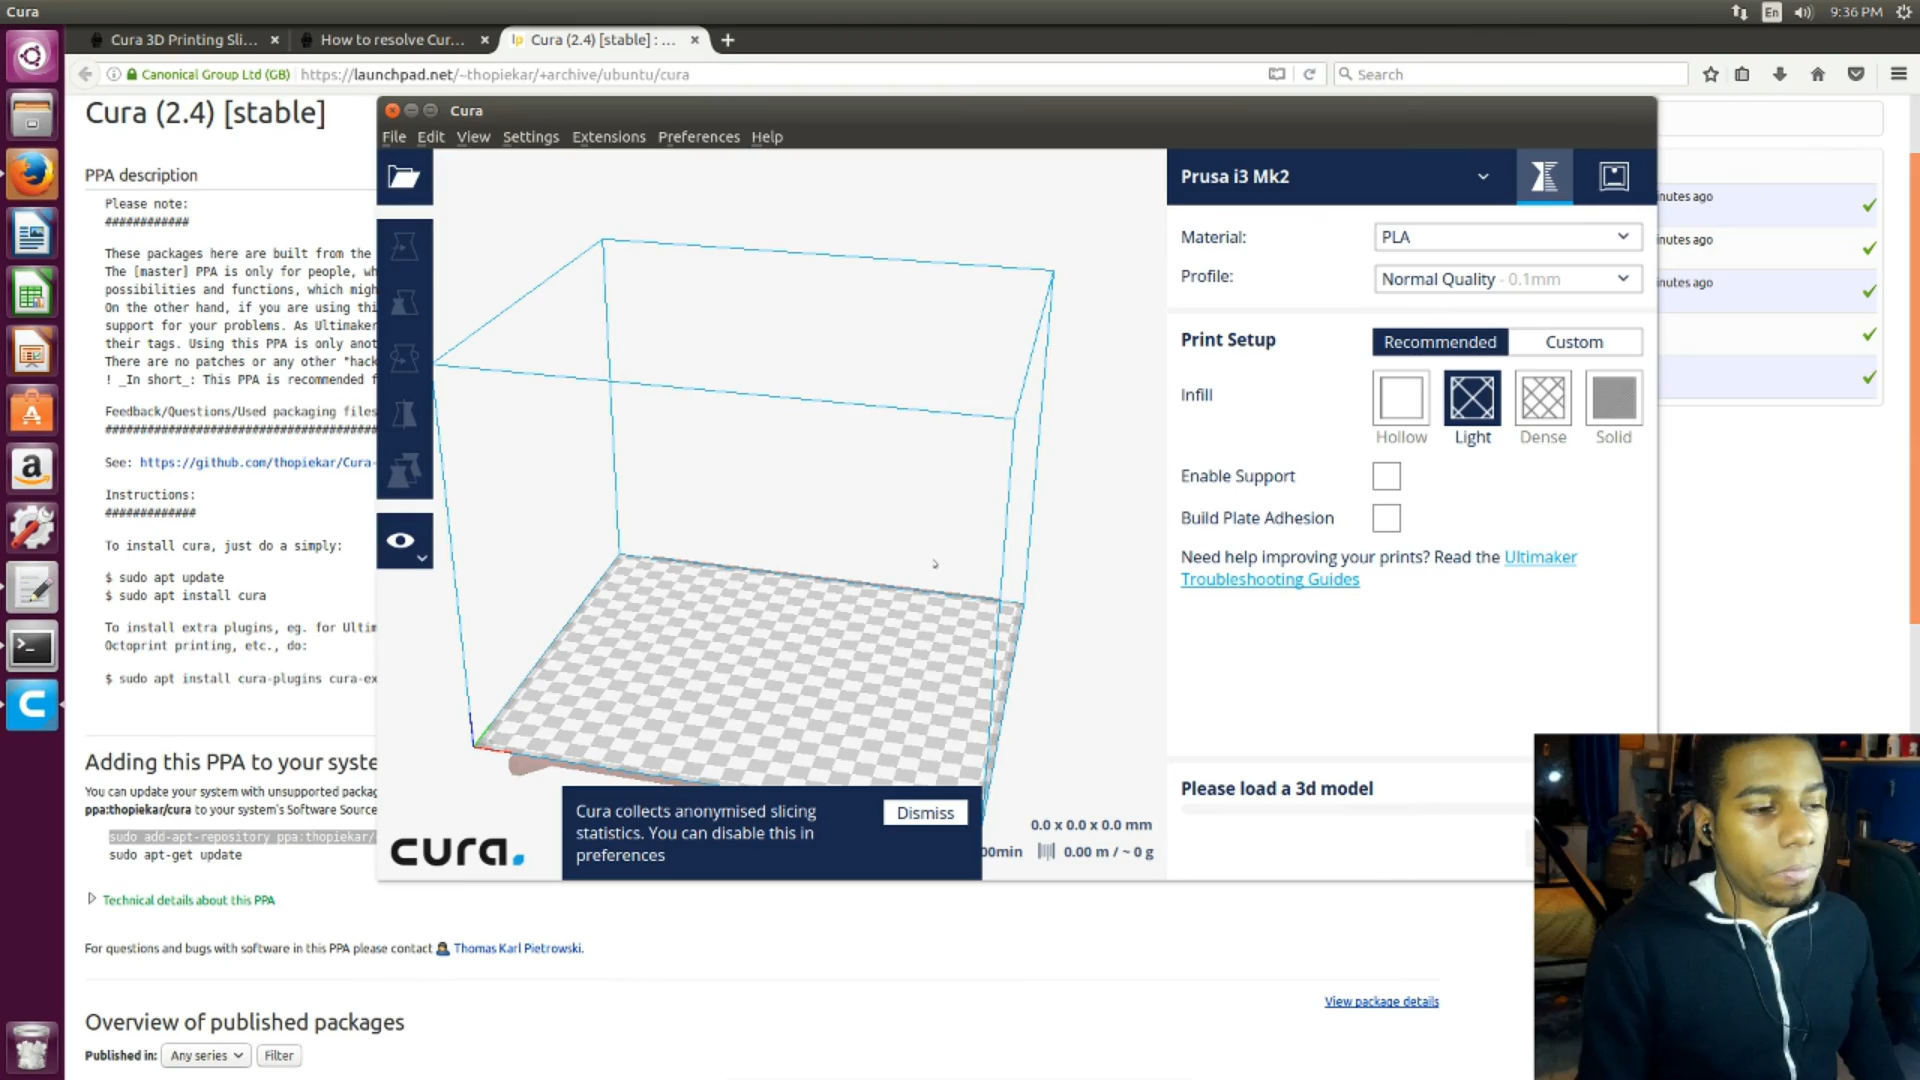 Cura
En
9:36 PM
Cura 3D Printing Sli...
How to resolve Cur...
Cura (2.4) [stable] : ...
Canonical Group Ltd (GB)
https://launchpad.net/~thopiekar/+archive/ubuntu/cura
Search
Cura (2.4) [stable]
PPA description
Please note:
############
These packages here are built from the
The [master] PPA is only for people, wh
possibilities and functions, which migh
On the other hand, if you are using thi
support for your problems. As Ultimaker
their tags. Using this PPA is only anot
There are no patches or any other "hack
! _In short_: This PPA is recommended f
Feedback/Questions/Used packaging files
See: https://github.com/thopiekar/Cura-
Instructions:
#############
To install cura, just do a simply:
$ sudo apt update
$ sudo apt install cura
To install extra plugins, eg. for Ultim
Octoprint printing, etc., do:
$ sudo apt install cura-plugins cura-ex
Adding this PPA to your syste
You can update your system with unsupported packag
ppa:thopiekar/cura to your system's Software Source
sudo add-apt-repository ppa:thopiekar/
sudo apt-get update
Technical details about this PPA
For questions and bugs with software in this PPA please contact Thomas Karl Pietrowski.
View package details
Overview of published packages
Published in: Any series Filter
Cura
File Edit View Settings Extensions Preferences Help
Prusa i3 Mk2
Material: PLA
Profile: Normal Quality - 0.1mm
Print Setup Recommended Custom
Infill
Hollow Light Dense Solid
Enable Support
Build Plate Adhesion
Need help improving your prints? Read the Ultimaker
Troubleshooting Guides
Please load a 3d model
0.0 x 0.0 x 0.0 mm
00min 0.00 m / ~ 0 g
cura.
Cura collects anonymised slicing
statistics. You can disable this in
preferences
Dismiss
inutes ago
inutes ago
inutes ago